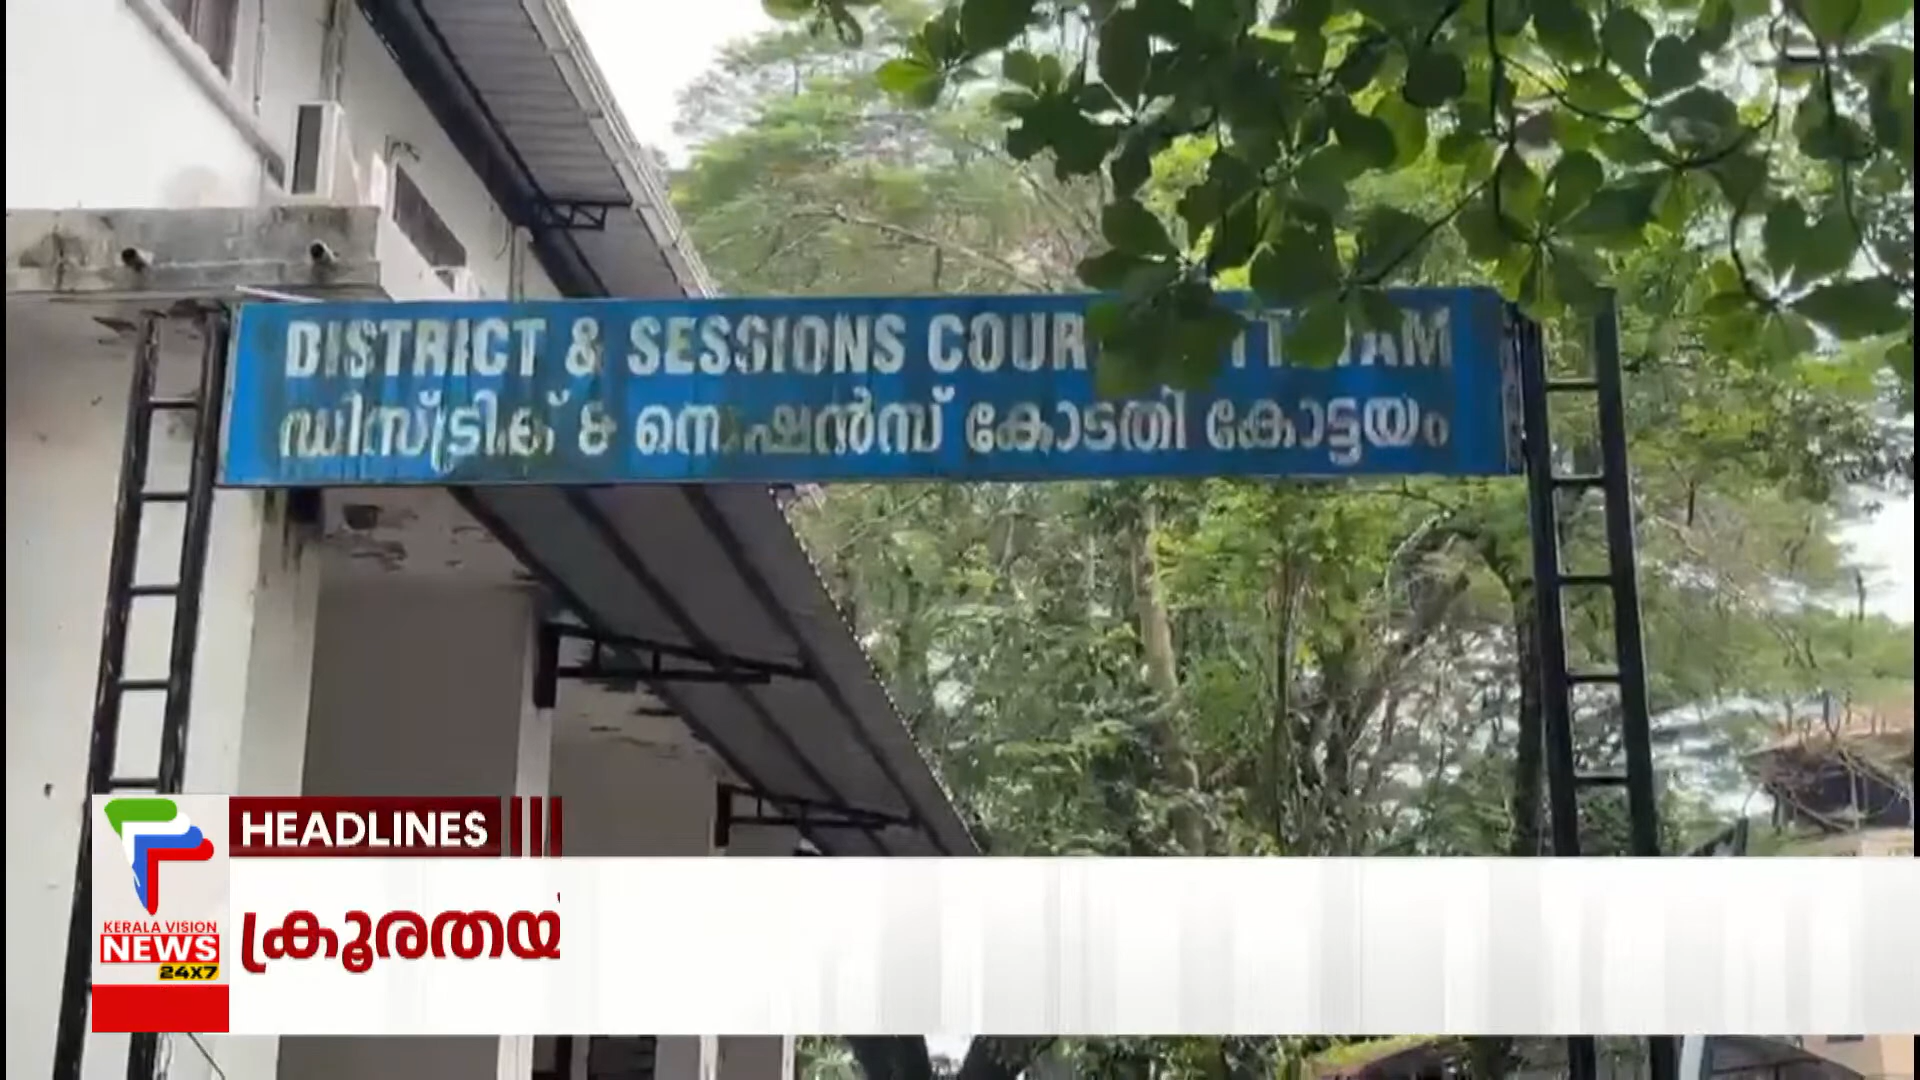 DISTRICT & SESSIONS COUR
ഡിസ്ട്രിക് & സെഷൻസ് കോടതി കോട്ടയം
HEADLINES
KERALA VISION
NEWS
24X7
ക്രൂരതയ്